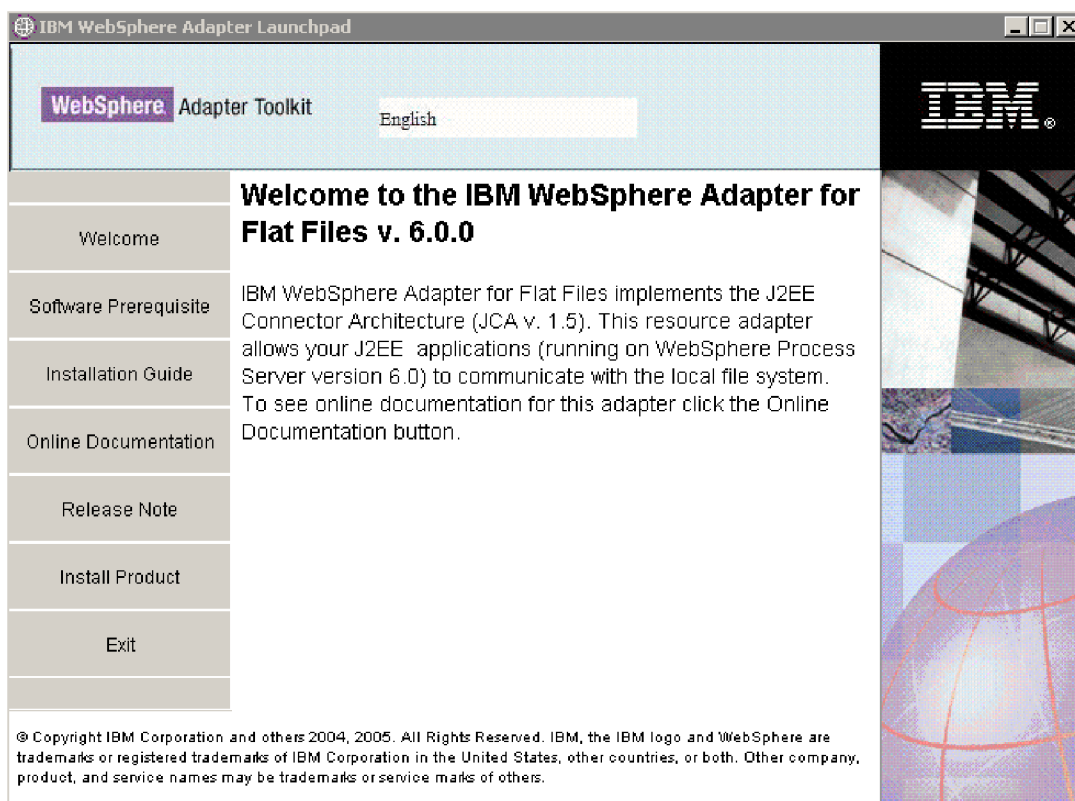 IBM WebSphere Adapter Launchpad
WebSphere. Adapter Toolkit
English
IBM®
Welcome
Software Prerequisite
Installation Guide
Online Documentation
Release Note
Install Product
Exit
Welcome to the IBM WebSphere Adapter for
Flat Files v. 6.0.0
IBM WebSphere Adapter for Flat Files implements the J2EE
Connector Architecture (JCA v. 1.5). This resource adapter
allows your J2EE applications (running on WebSphere Process
Server version 6.0) to communicate with the local file system.
To see online documentation for this adapter click the Online
Documentation button.
© Copyright IBM Corporation and others 2004, 2005. All Rights Reserved. IBM, the IBM logo and WebSphere are
trademarks or registered trademarks of IBM Corporation in the United States, other countries, or both. Other company,
product, and service names may be trademarks or service marks of others.